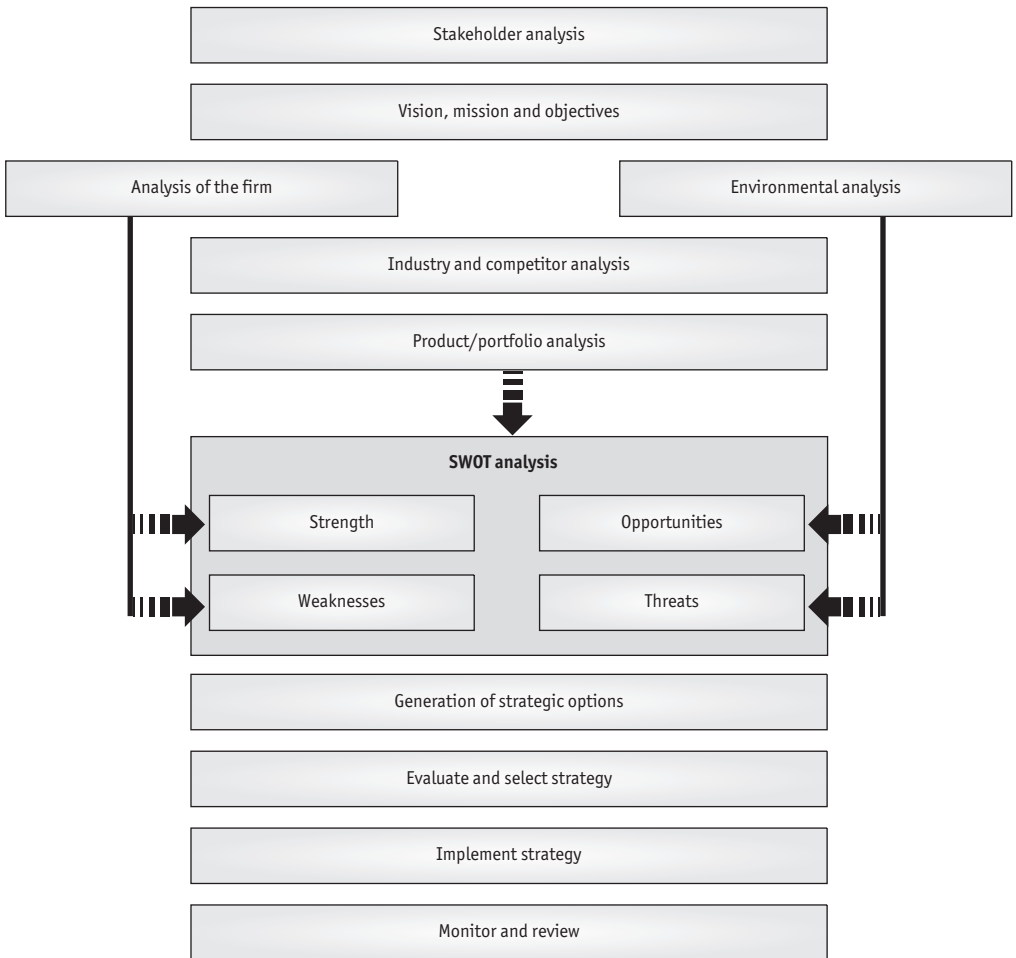 Stakeholder analysis
Vision, mission and objectives
Analysis of the firm
Environmental analysis
Industry and competitor analysis
Product/portfolio analysis
SWOT analysis
Strength
Opportunities
Weaknesses
Threats
Generation of strategic options
Evaluate and select strategy
Implement strategy
Monitor and review